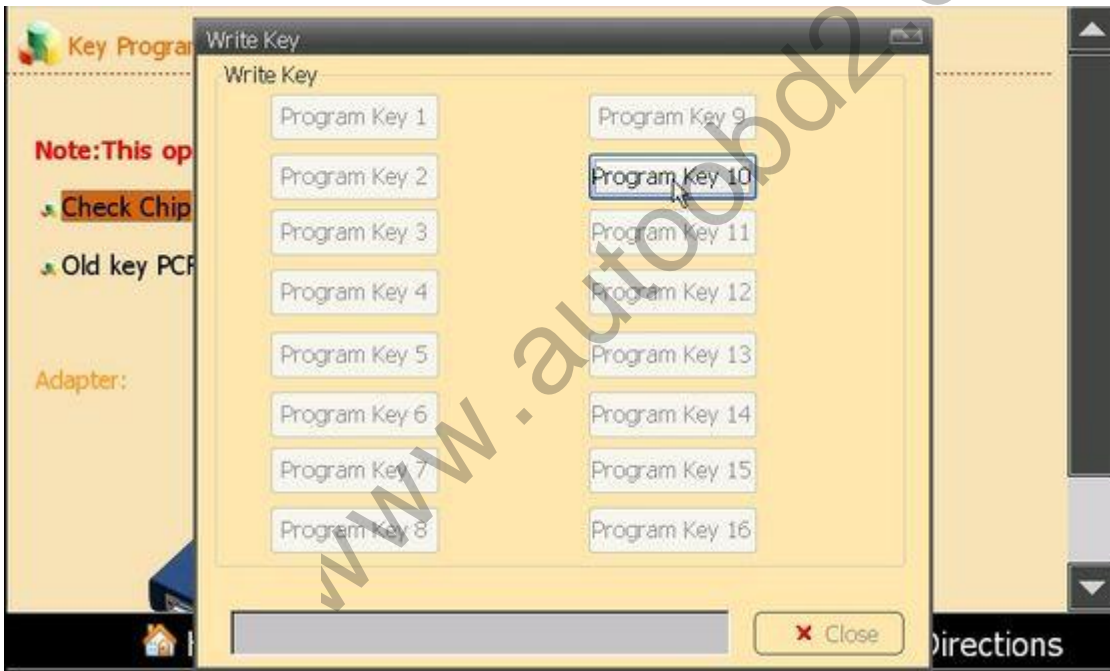 Key Progra
Write Key
Write Key
Program Key 1
Program Key 2
Program Key 3
Program Key 4
Program Key 5
Program Key 6
Program Key 7
Program Key 8
Program Key 9
Program Key 10
Program Key 11
Program Key 12
Program Key 13
Program Key 14
Program Key 15
Program Key 16
Note:This op
Check Chip
Old key PCF
Adapter:
Close
Directions
www.autoobd2.